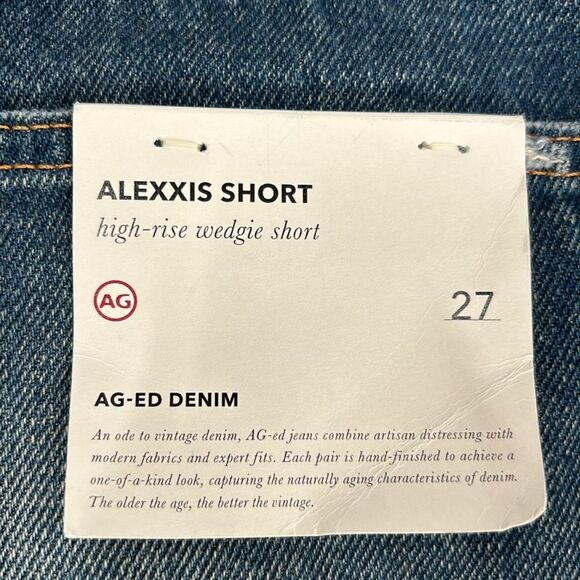 ALEXXIS SHORT
high-rise wedgie short
AG
27
AG-ED DENIM
An ode to vintage denim, AG-ed jeans combine artisan distressing with
modern fabrics and expert fits. Each pair is hand-finished to achieve a
one-of-a-kind look, capturing the naturally aging characteristics of denim.
The older the age, the better the vintage.